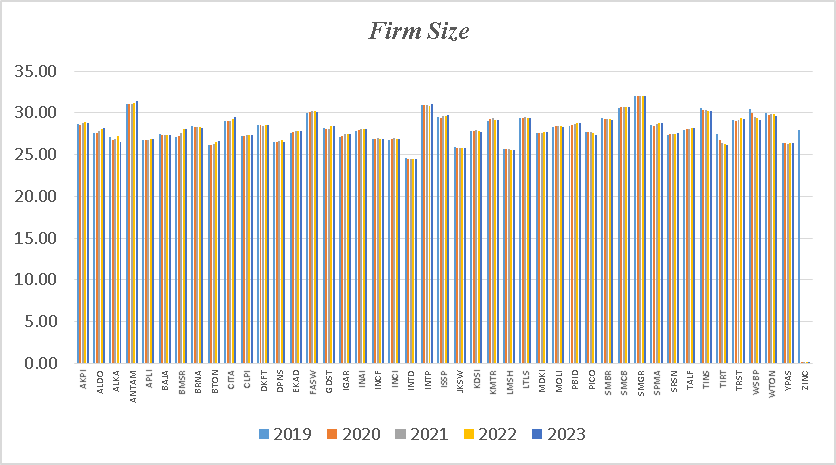 Firm Size
35.00
30.00
25.00
20.00
15.00
10.00
5.00
0.00
AKPI ALDO ALKA ANTAM APLI BAJA BMSR BRNA BTON CITA CLPI DKFT DPNS EKAD FASW GDST IGAR INAI INCF INCI INTD INTP ISSP JKSW KDSI KMTR LMSH LTLS MDKI MOLI PBID PICO SMBR SMCB SMGR SPMA SRSN TALF TINS TIRT TRST WSBP WTON YPAS ZINC
2019 2020 2021 2022 2023